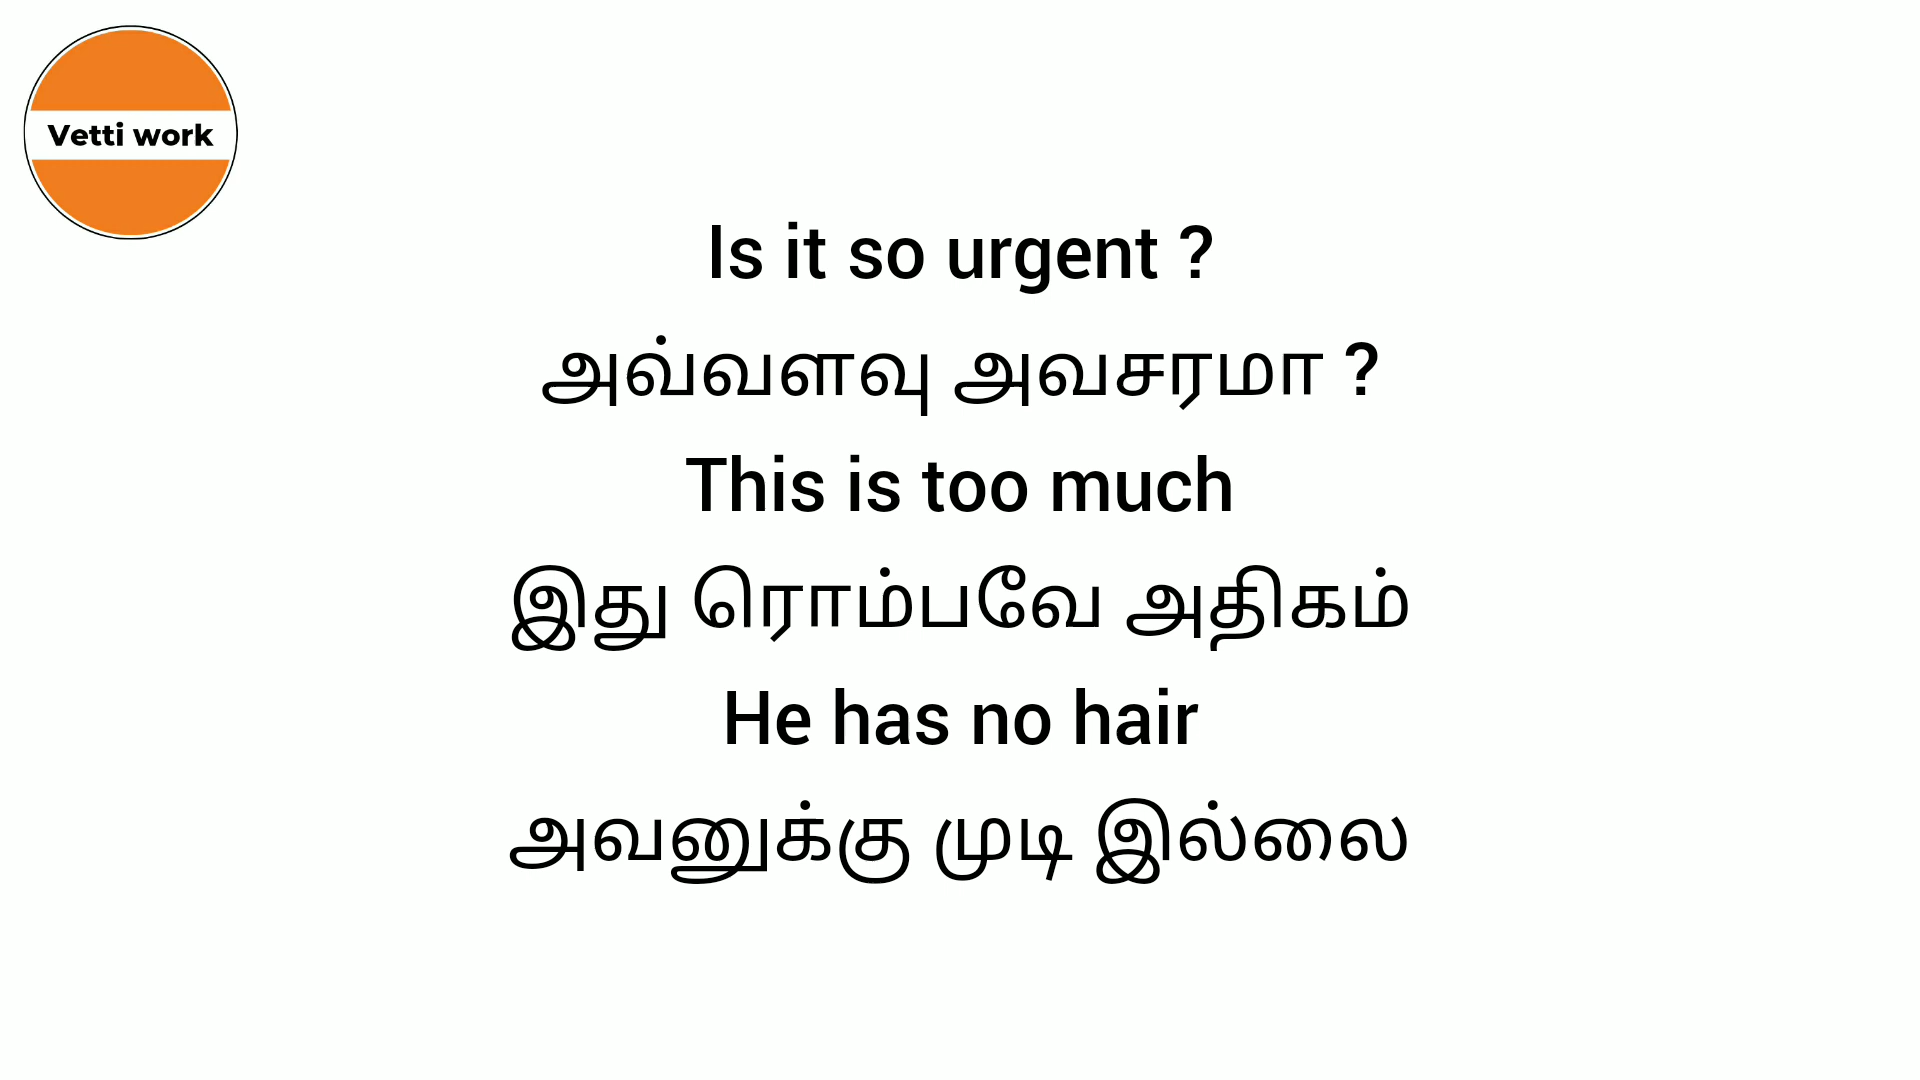 Vetti work
Is it so urgent ?
அவ்வளவு அவசரமா ?
This is too much
இது ரொம்பவே அதிகம்
He has no hair
அவனுக்கு முடி இல்லை